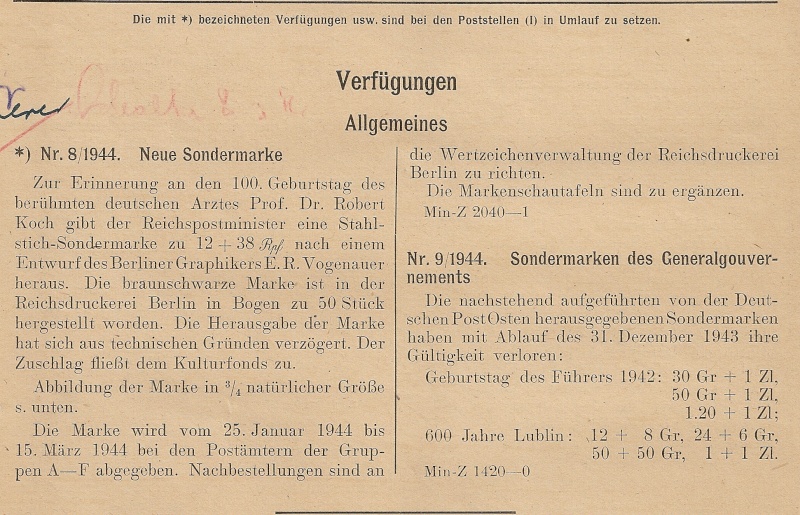 Die mit *) bezeichneten Verfügungen usw. sind bei den Poststellen (I) in Umlauf zu setzen.
Verfügungen
Allgemeines
*) Nr. 8/1944. Neue Sondermarke
Zur Erinnerung an den 100. Geburtstag des
berühmten deutschen Arztes Prof. Dr. Robert
Koch gibt der Reichspostminister eine Stahl-
stich-Sondermarke zu 12 + 38 Rpf. nach einem
Entwurf des Berliner Graphikers E. R. Vogenauer
heraus. Die braunschwarze Marke ist in der
Reichsdruckerei Berlin in Bogen zu 50 Stück
hergestellt worden. Die Herausgabe der Marke
hat sich aus technischen Gründen verzögert. Der
Zuschlag fließt dem Kulturfonds zu.
Abbildung der Marke in ³/₄ natürlicher Größe
s. unten.
Die Marke wird vom 25. Januar 1944 bis
15. März 1944 bei den Postämtern der Grup-
pen A—F abgegeben. Nachbestellungen sind an
die Wertzeichenverwaltung der Reichsdruckerei
Berlin zu richten.
Die Markenschautafeln sind zu ergänzen.
Min-Z 2040—1
Nr. 9/1944. Sondermarken des Generalgouver-
nements
Die nachstehend aufgeführten von der Deut-
schen Post Osten herausgegebenen Sondermarken
haben mit Ablauf des 31. Dezember 1943 ihre
Gültigkeit verloren:
Geburtstag des Führers 1942: 30 Gr + 1 Zl,
50 Gr + 1 Zl,
1.20 + 1 Zl;
600 Jahre Lublin: 12 + 8 Gr, 24 + 6 Gr,
50 + 50 Gr, 1 + 1 Zl.
Min-Z 1420—0